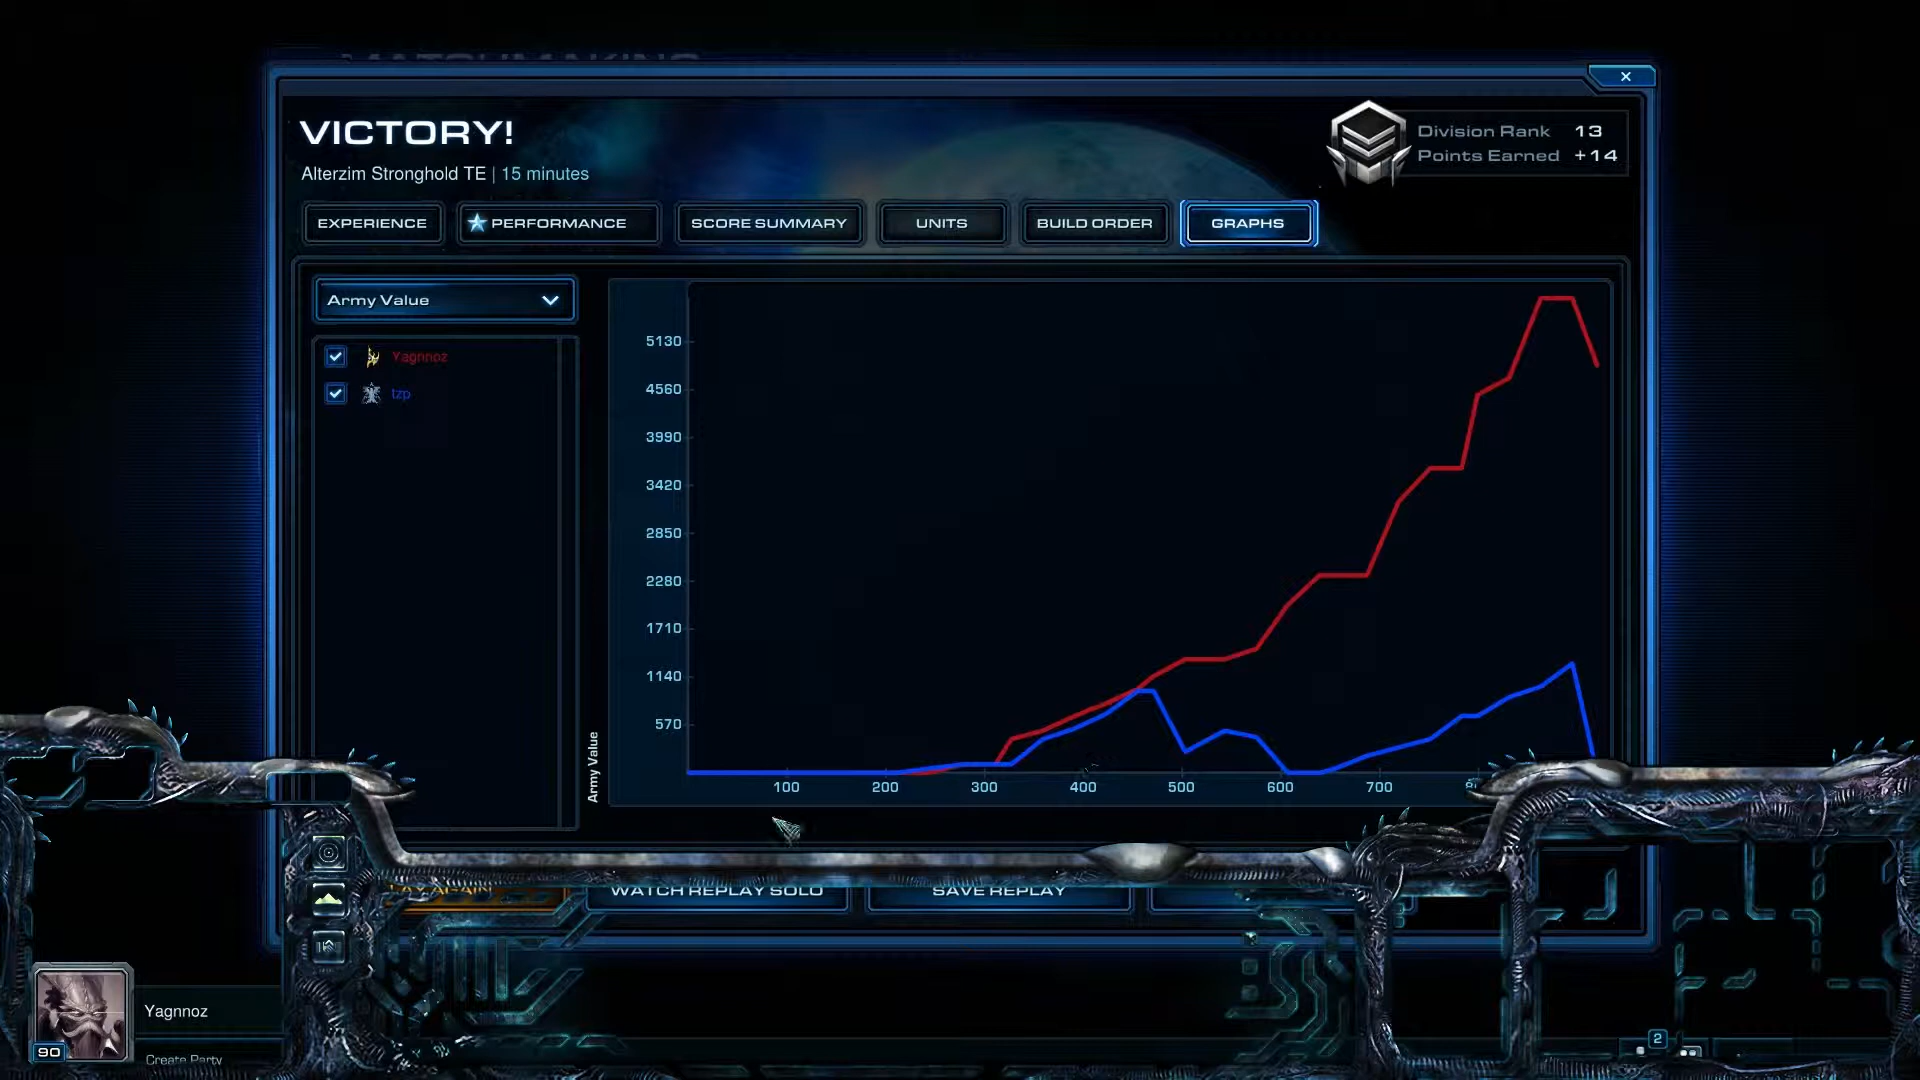 VICTORY!
Alterzim Stronghold TE | 15 minutes
Division Rank 13
Points Earned +14
EXPERIENCE
PERFORMANCE
SCORE SUMMARY
UNITS
BUILD ORDER
GRAPHS
Army Value
Yagnnoz
5130
4560
3990
3420
2850
2280
1710
1140
570
Army Value
100
200
300
400
500
600
700
WATCH REPLAY SOLO
SAVE REPLAY
90
Yagnnoz
Create Party
2